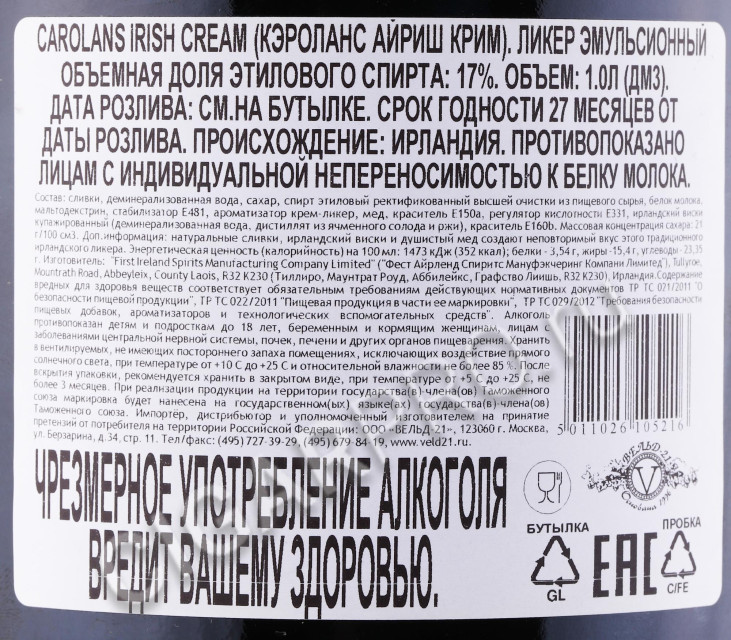 CAROLANS IRISH CREAM (КЭРОЛАНС АЙРИШ КРИМ). ЛИКЕР ЭМУЛЬСИОННЫЙ
ОБЪЕМНАЯ ДОЛЯ ЭТИЛОВОГО СПИРТА: 17%. ОБЪЕМ: 1.0Л (ДМ3).
ДАТА РОЗЛИВА: СМ.НА БУТЫЛКЕ. СРОК ГОДНОСТИ 27 МЕСЯЦЕВ ОТ
ДАТЫ РОЗЛИВА. ПРОИСХОЖДЕНИЕ: ИРЛАНДИЯ. ПРОТИВОПОКАЗАНО
ЛИЦАМ С ИНДИВИДУАЛЬНОЙ НЕПЕРЕНОСИМОСТЬЮ К БЕЛКУ МОЛОКА.
Состав: сливки, деминерализованная вода, сахар, спирт этиловый ректификованный высшей очистки из пищевого сырья, белок молока,
мальтодекстрин, стабилизатор Е481, ароматизатор крем-ликер, мед, краситель Е150а, регулятор кислотности Е331, ирландский виски
купажированный (деминерализованная вода, дистиллят из ячменного солода и ржи), краситель Е160b. Массовая концентрация сахара: 21
г/100 см3. Доп.информация: натуральные сливки, ирландский виски и душистый мед создают неповторимый вкус этого традиционного
ирландского ликера. Энергетическая ценность (калорийность) на 100 мл: 1473 кДж (352 ккал); белки - 3,54 г, жиры -15,4 г, углеводы -23,35
г. Изготовитель: "First Ireland Spirits Manufacturing Company Limited" ("Фест Айрленд Спиритс Мануфэкчеринг Компани Лимитед"), Tullyroe,
Mountrath Road, Abbeyleix, County Laois, R32 K230 (Тиллиро, Маунтрат Роуд, Аббилейкс, Графство Лиишь, R32 K230), Ирландия.Содержание
вредных для здоровья веществ соответствует обязательным требованиям действующих нормативных документов ТР ТС 021/2011 "О
безопасности пищевой продукции", ТР ТС 022/2011 "Пищевая продукция в части ее маркировки", ТР ТС 029/2012 "Требования безопасности
пищевых добавок, ароматизаторов и технологических вспомогательных средств". Алкоголь
противопоказан детям и подросткам до 18 лет, беременным и кормящим женщинам, лицам с
заболеваниями центральной нервной системы, почек, печени и других органов пищеварения. Хранить
в вентилируемых, не имеющих постороннего запаха помещениях, исключающих воздействие прямого
солнечного света, при температуре от +10 С до +25 С и относительной влажности не более 85 %. После
вскрытия упаковки, рекомендуется хранить в закрытом виде, при температуре от +5 С до +25 С, не
более 3 месяцев. При реализации продукции на территории государства(в)-члена(ов) Таможенного
союза маркировка будет нанесена на государственном(ых) языке(ах) государства(в)-члена(ов)
Таможенного союза. Импортёр, дистрибьютор и уполномоченный изготовителем на принятие
претензий от потребителя на территории Российской Федерации: ООО «ВЕЛЬД-21», 123060 г. Москва,
ул. Берзарина, д.34, стр. 11. Тел/факс: (495) 727-39-29, (495) 679-84-19, www.veld21.ru.
5 011026 105216
ЧРЕЗМЕРНОЕ УПОТРЕБЛЕНИЕ АЛКОГОЛЯ
ВРЕДИТ ВАШЕМУ ЗДОРОВЬЮ.
ВЕЛЬД 21
V
Основана 1996
БУТЫЛКА
GL
EAC
ПРОБКА
C/FE